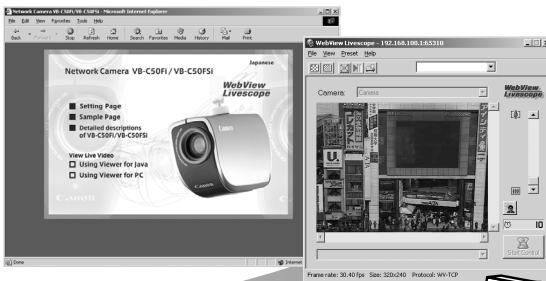 Network Camera VB-C50Fi/VB-C50FSi - Microsoft Internet Explorer
File Edit View Favorites Tools Help
Back Forward Stop Refresh Home Search Favorites Media History Mail Print
Japanese
Network Camera VB-C50Fi / VB-C50FSi
WebView
Livescope
Setting Page
Sample Page
Detailed descriptions
of VB-C50Fi/VB-C50FSi
View Live Video
Using Viewer for Java
Using Viewer for PC
Canon
Canon
Done
Internet
WebView Livescope - 192.168.100.1:65310
File View Preset Help
Camera: Camera
WebView
Livescope
U.
10
Start Control
Frame rate: 30.40 fps Size: 320x240 Protocol: WV-TCP